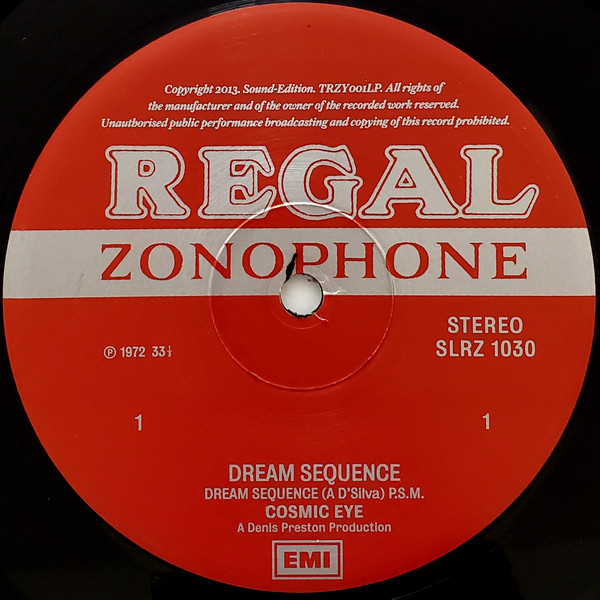 Copyright 2013. Sound-Edition. TRZY001LP. All rights of
the manufacturer and of the owner of the recorded work reserved.
Unauthorised public performance broadcasting and copying of this record prohibited.
REGAL
ZONOPHONE
STEREO
℗ 1972 33⅓ SLRZ 1030
1 1
DREAM SEQUENCE
DREAM SEQUENCE (A D'Silva) P.S.M.
COSMIC EYE
A Denis Preston Production
EMI